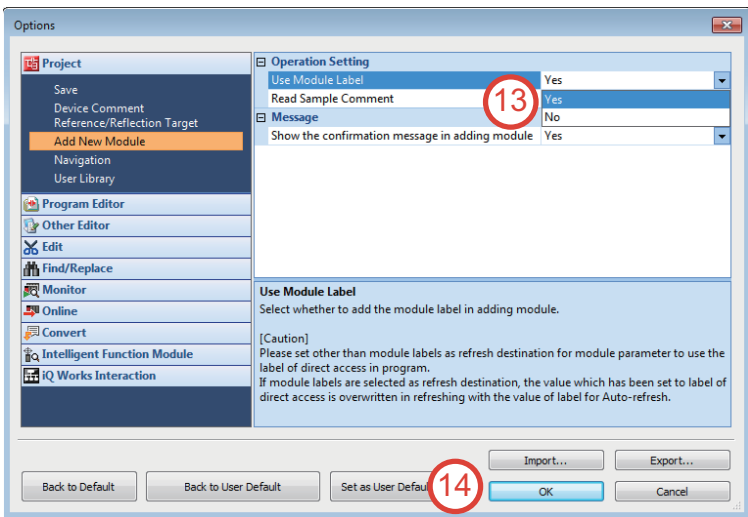 Options
Project
Save
Device Comment
Reference/Reflection Target
Add New Module
Navigation
User Library
Program Editor
Other Editor
Edit
Find/Replace
Monitor
Online
Convert
Intelligent Function Module
iQ Works Interaction
Operation Setting
Use Module Label Yes
Read Sample Comment Yes
Message No
Show the confirmation message in adding module Yes
13
Use Module Label
Select whether to add the module label in adding module.
[Caution]
Please set other than module labels as refresh destination for module parameter to use the
label of direct access in program.
If module labels are selected as refresh destination, the value which has been set to label of
direct access is overwritten in refreshing with the value of label for Auto-refresh.
Import... Export...
Back to Default Back to User Default Set as User Defau 14 OK Cancel